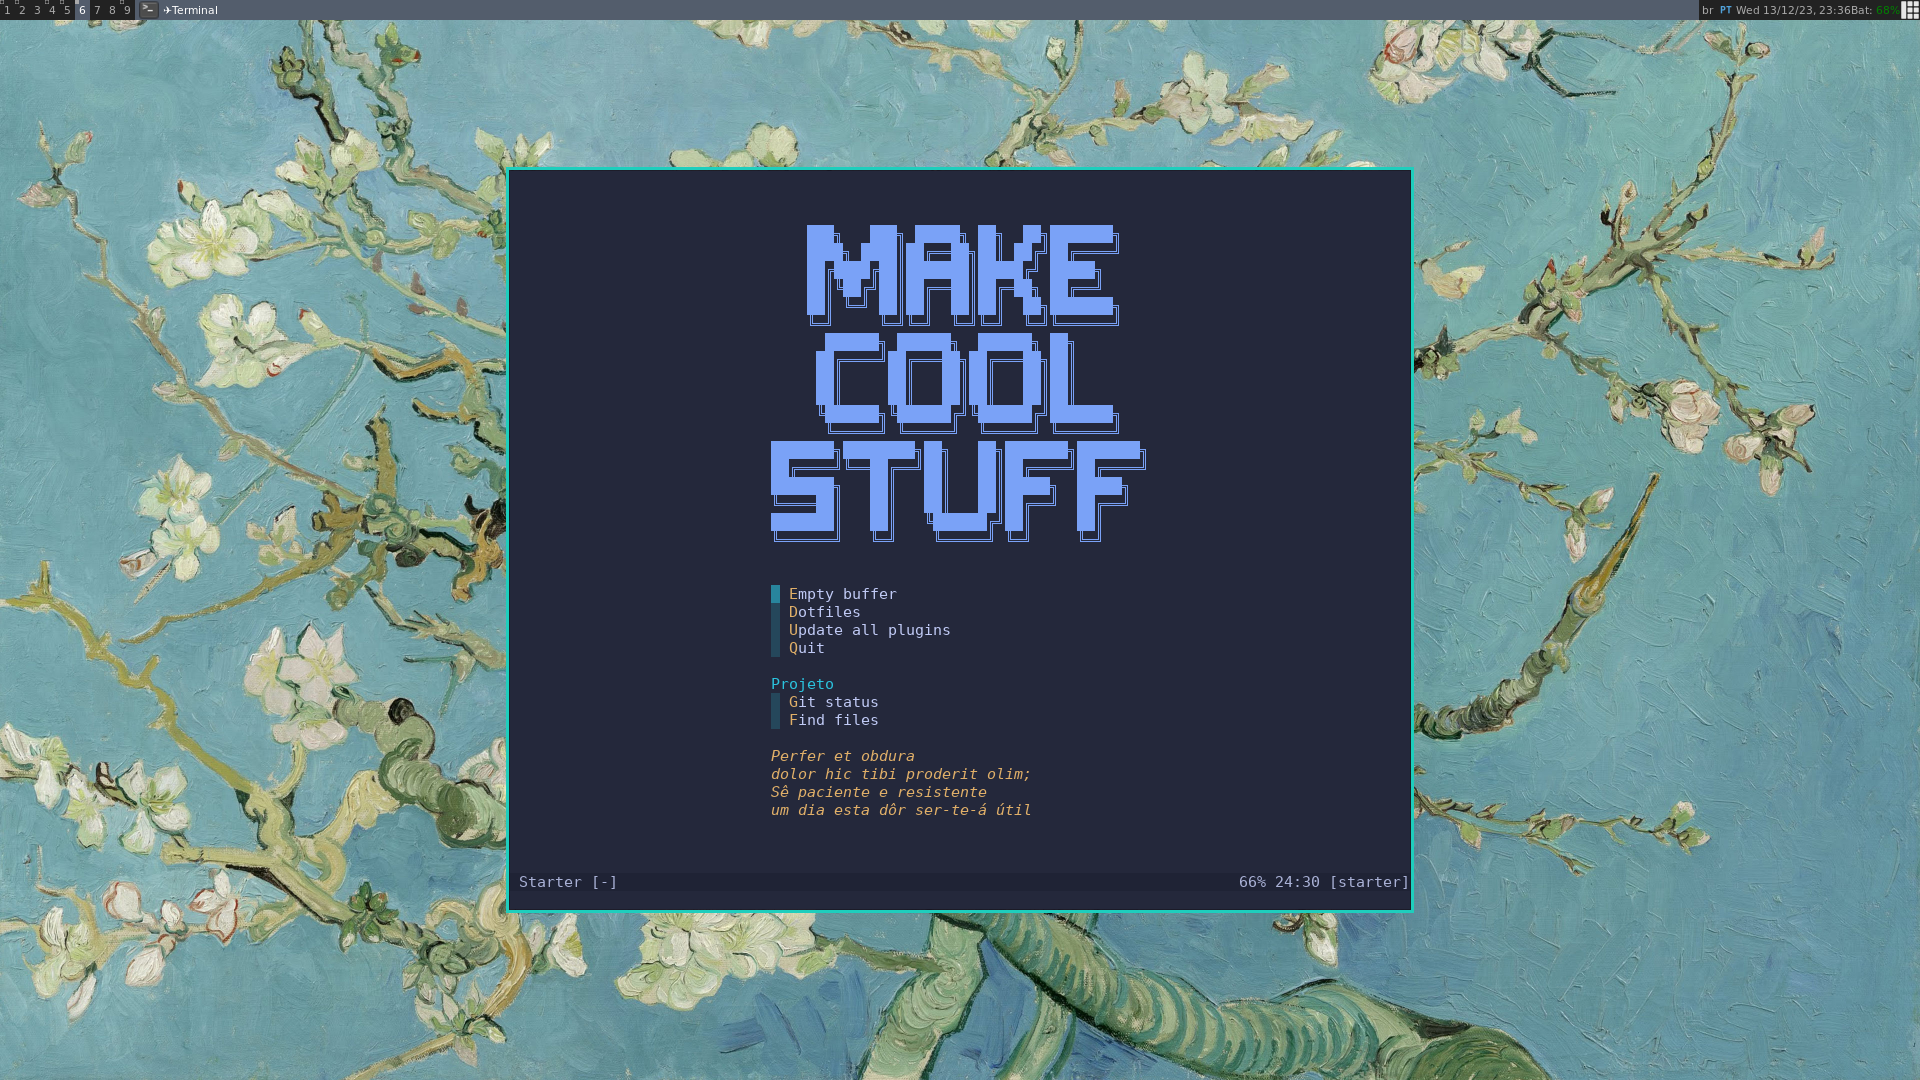 1 2 3 4 5 6 7 8 9 ✈Terminal br PT Wed 13/12/23, 23:36 Bat: 68%
MAKE
COOL
STUFF
Empty buffer
Dotfiles
Update all plugins
Quit
Projeto
Git status
Find files
Perfer et obdura
dolor hic tibi proderit olim;
Sê paciente e resistente
um dia esta dôr ser-te-á útil
Starter [-] 66% 24:30 [starter]